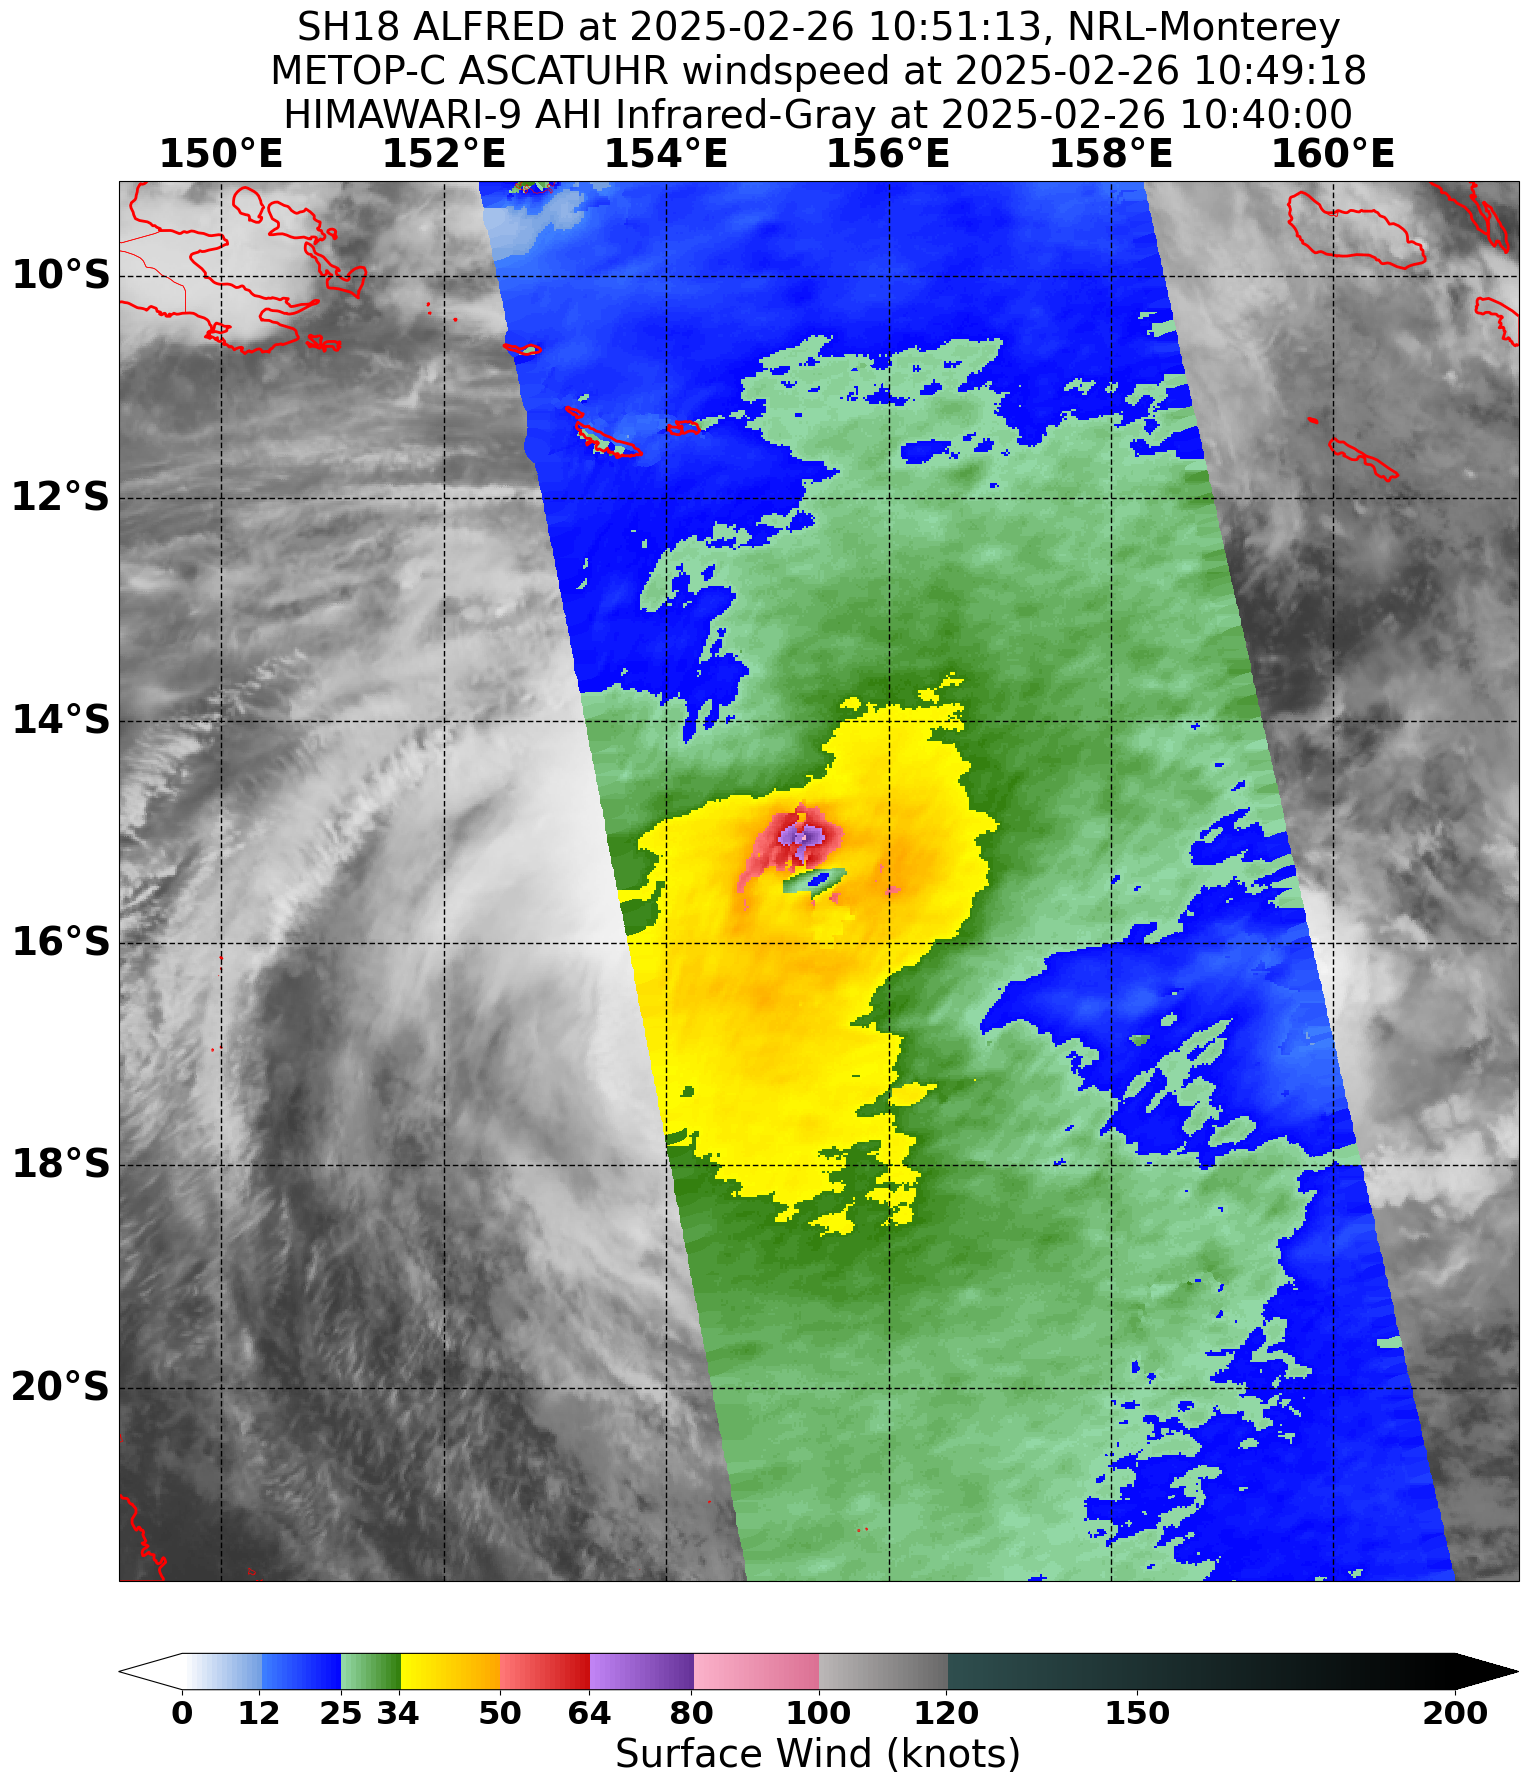 SH18 ALFRED at 2025-02-26 10:51:13, NRL-Monterey
METOP-C ASCATUHR windspeed at 2025-02-26 10:49:18
HIMAWARI-9 AHI Infrared-Gray at 2025-02-26 10:40:00
150°E 152°E 154°E 156°E 158°E 160°E
10°S
12°S
14°S
16°S
18°S
20°S
0 12 25 34 50 64 80 100 120 150 200
Surface Wind (knots)